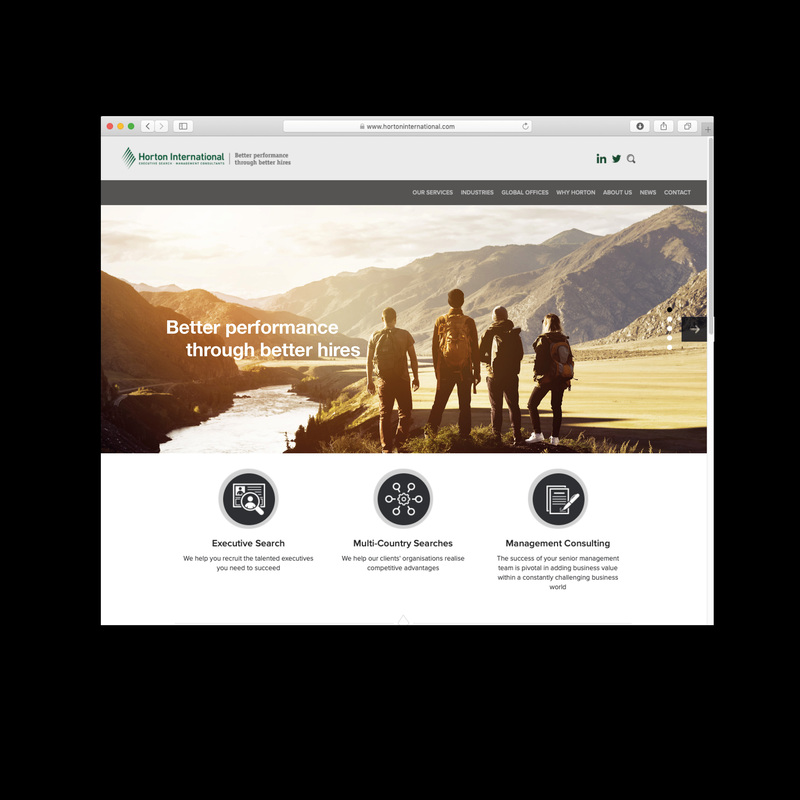 www.hortoninternational.com
Horton International
EXECUTIVE SEARCH MANAGEMENT CONSULTANTS
Better performance
through better hires
OUR SERVICES INDUSTRIES GLOBAL OFFICES WHY HORTON ABOUT US NEWS CONTACT
Better performance
through better hires
Executive Search
We help you recruit the talented executives
you need to succeed
Multi-Country Searches
We help our clients' organisations realise
competitive advantages
Management Consulting
The success of your senior management
team is pivotal in adding business value
within a constantly challenging business
world